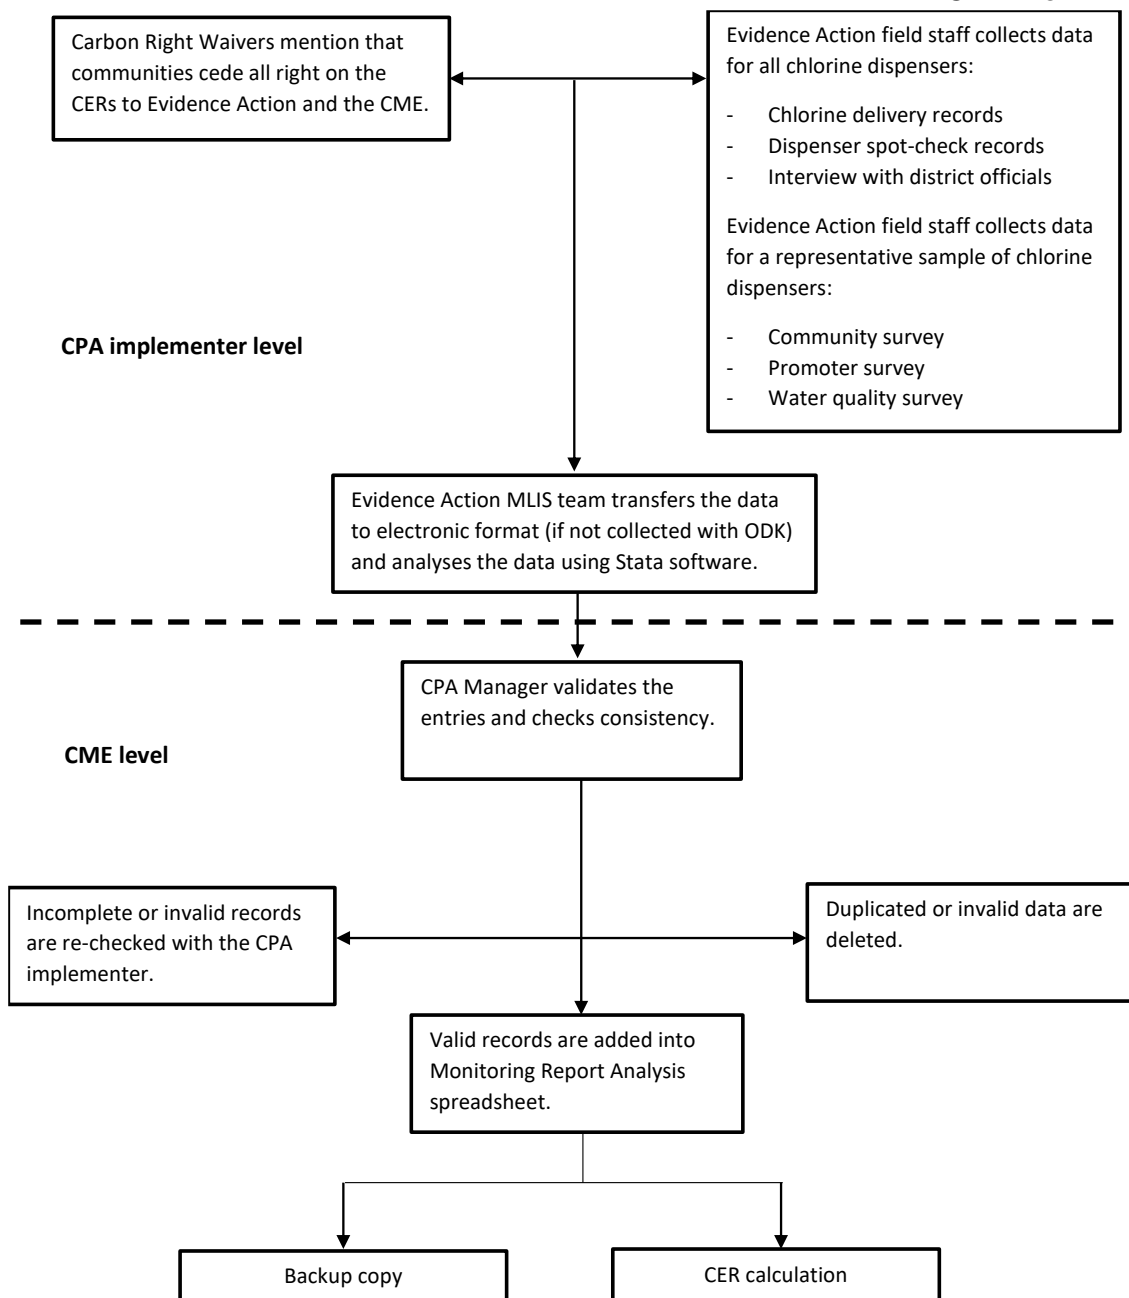 Carbon Right Waivers mention that
communities cede all right on the
CERs to Evidence Action and the CME.
Evidence Action field staff collects data
for all chlorine dispensers:
- Chlorine delivery records
- Dispenser spot-check records
- Interview with district officials
Evidence Action field staff collects data
for a representative sample of chlorine
dispensers:
- Community survey
- Promoter survey
- Water quality survey
CPA implementer level
Evidence Action MLIS team transfers the data
to electronic format (if not collected with ODK)
and analyses the data using Stata software.
CPA Manager validates the
entries and checks consistency.
CME level
Incomplete or invalid records
are re-checked with the CPA
implementer.
Duplicated or invalid data are
deleted.
Valid records are added into
Monitoring Report Analysis
spreadsheet.
Backup copy
CER calculation